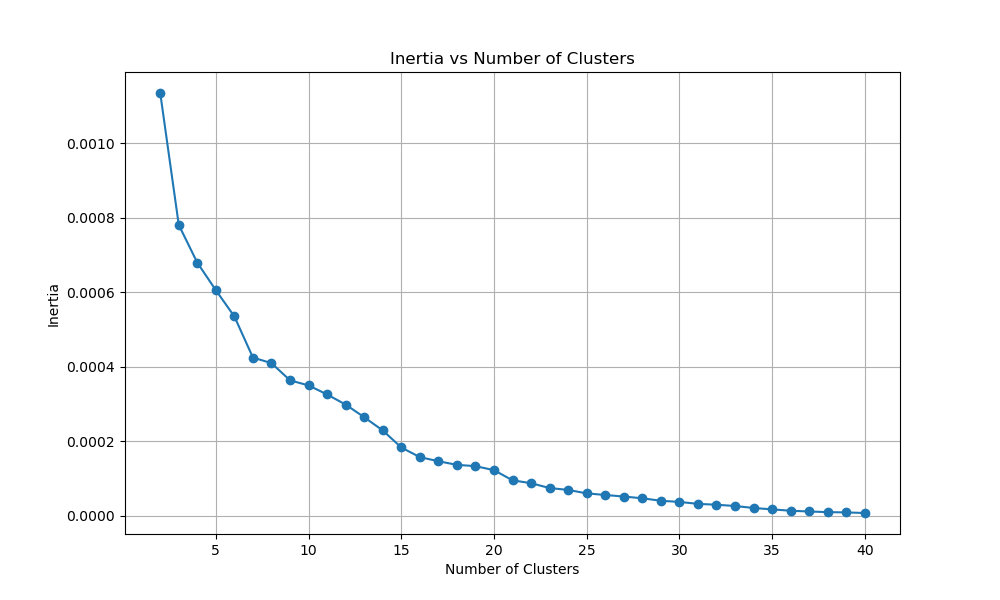 Inertia vs Number of Clusters
Inertia
0.0010
0.0008
0.0006
0.0004
0.0002
0.0000
5 10 15 20 25 30 35 40
Number of Clusters